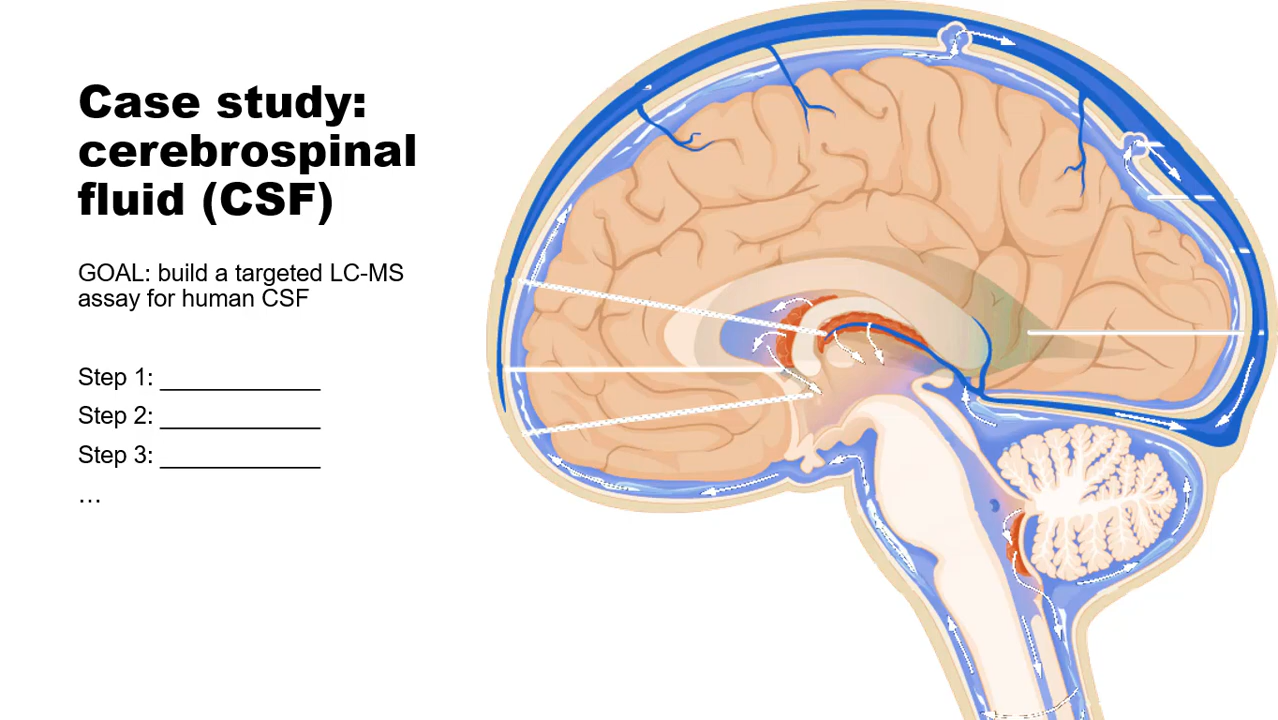 Case study:
cerebrospinal
fluid (CSF)
GOAL: build a targeted LC-MS
assay for human CSF
Step 1: ____________
Step 2: ____________
Step 3: ____________
…